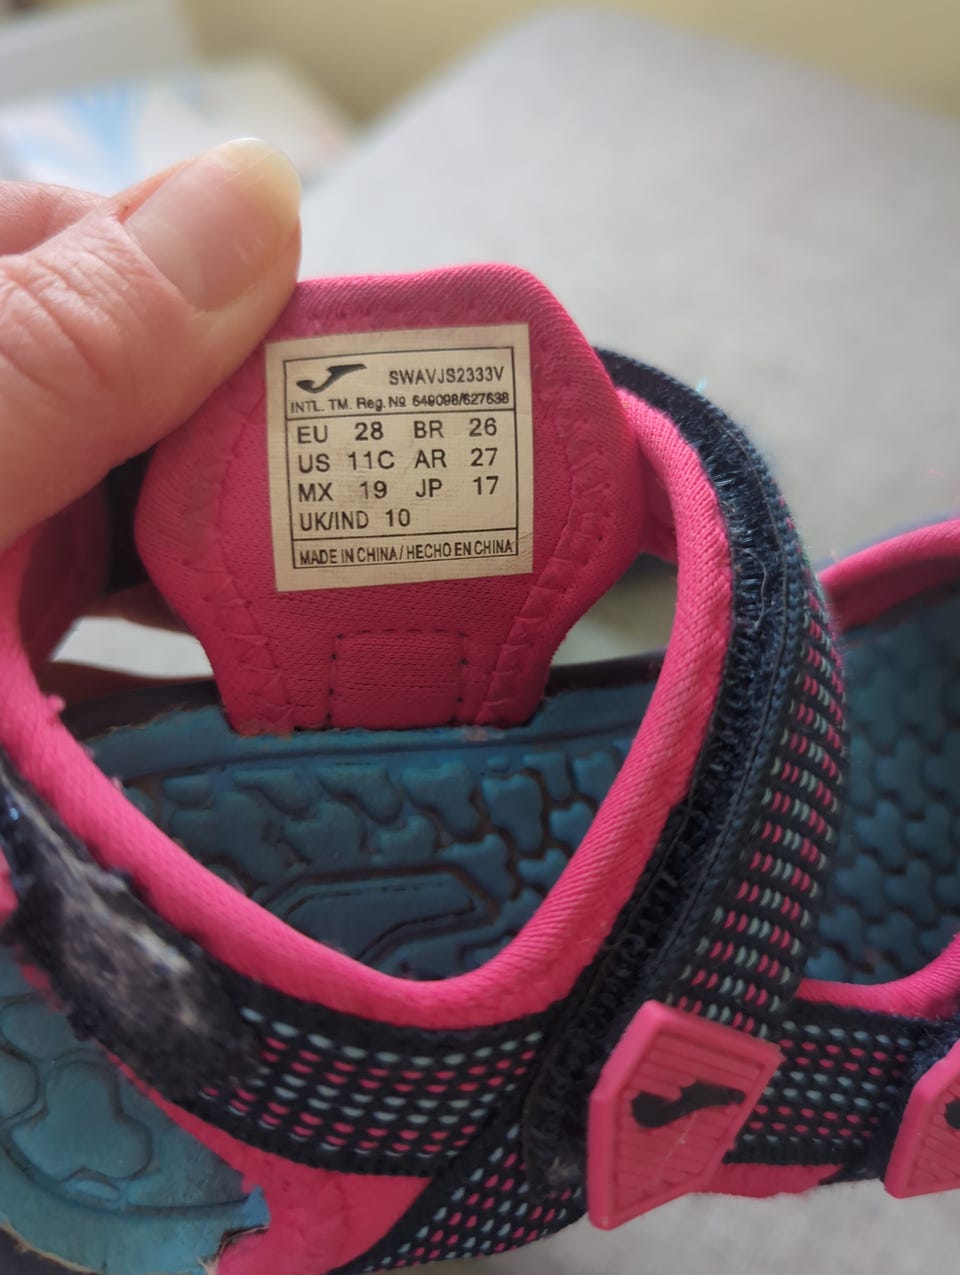 SWAVJS2333V
INTL. TM. Reg. Nº 649098/627638
EU 28 BR 26
US 11C AR 27
MX 19 JP 17
UK/IND 10
MADE IN CHINA / HECHO EN CHINA